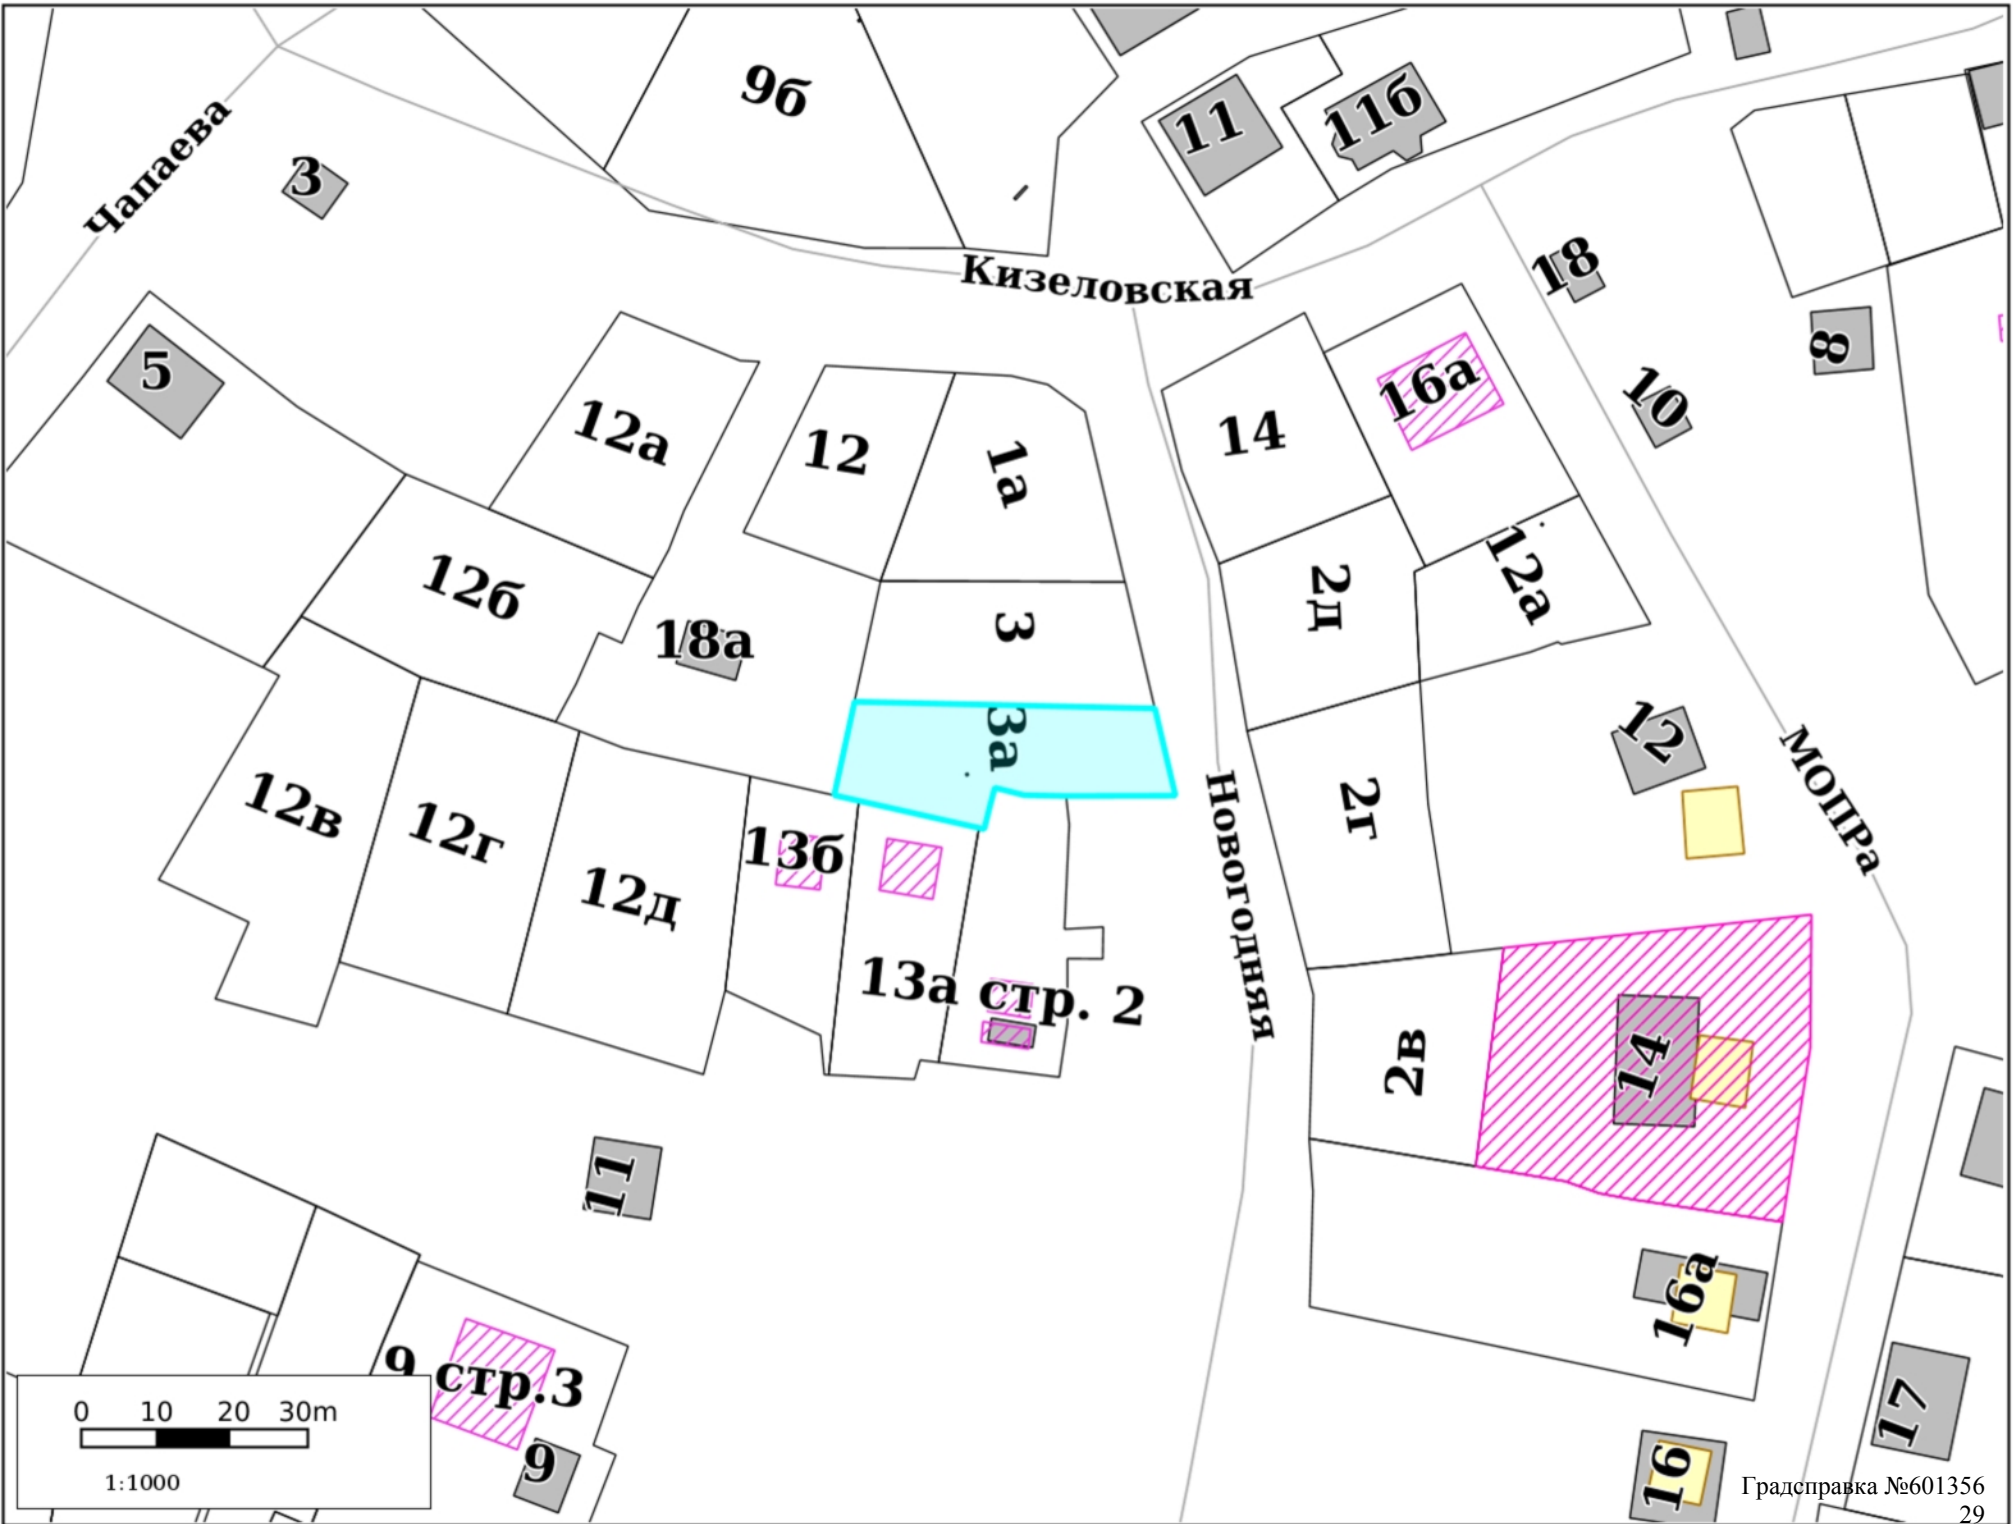 9б
11
11б
Чапаева
3
Кизеловская
18
5
12а
12
1а
14
16а
8
10
12б
18а
3
2д
12а
3а
12
МОПРа
12в
12г
12д
13б
2г
Новогодняя
13а
стр. 2
2в
14
11
16а
9 стр.3
9
17
16
0 10 20 30m
1:1000
Градсправка №601356
29